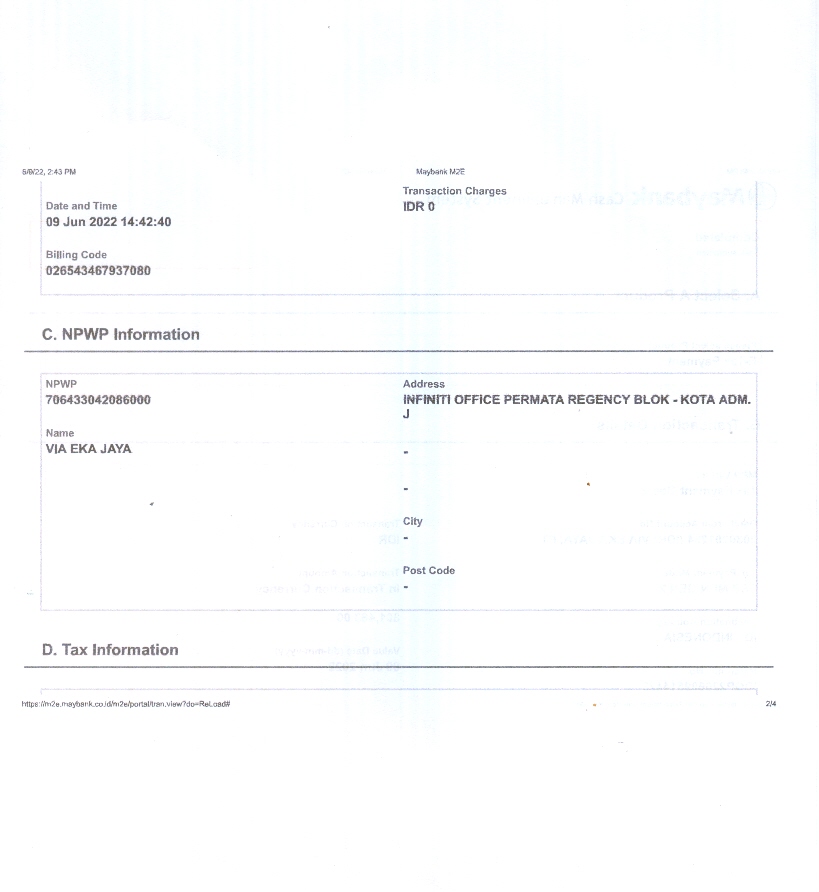 6/9/22, 2:43 PM
Maybank M2E
Transaction Charges
IDR 0
Date and Time
09 Jun 2022 14:42:40
Billing Code
026543467937080
C. NPWP Information
NPWP
706433042086000
Name
VIA EKA JAYA
Address
INFINITI OFFICE PERMATA REGENCY BLOK - KOTA ADM.
J
-
-
City
-
Post Code
-
D. Tax Information
https://m2e.maybank.co.id/m2e/portal/tran.view?do=ReLoad#
2/4